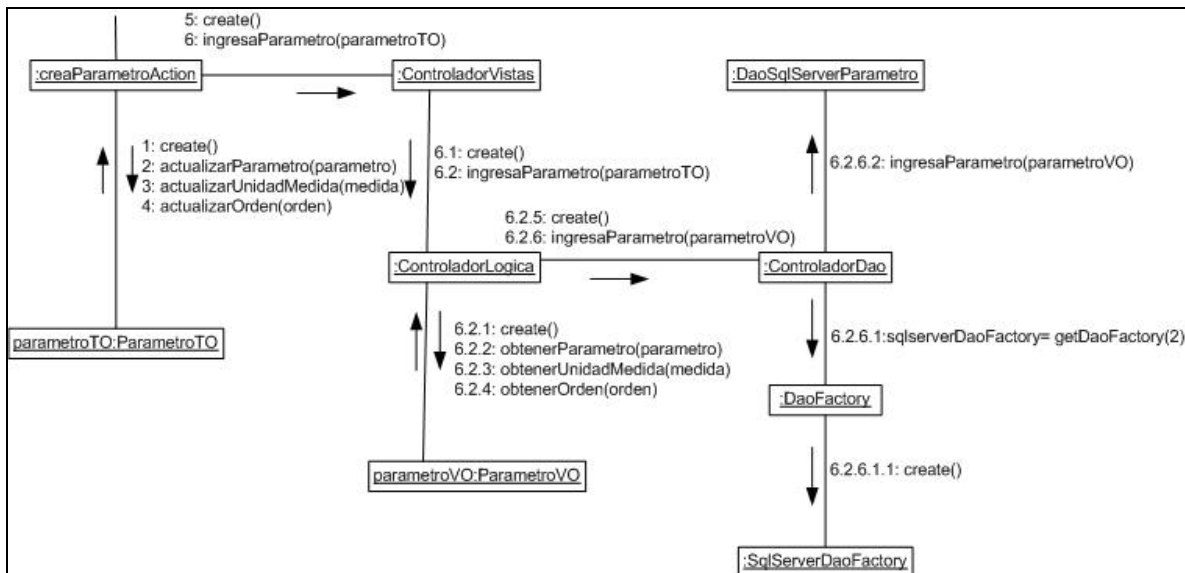 5: create()
6: ingresaParametro(parametroTO)
:creaParametroAction
:ControladorVistas
:DaoSqlServerParametro
1: create()
2: actualizarParametro(parametro)
3: actualizarUnidadMedida(medida)
4: actualizarOrden(orden)
6.1: create()
6.2: ingresaParametro(parametroTO)
6.2.6.2: ingresaParametro(parametroVO)
6.2.5: create()
6.2.6: ingresaParametro(parametroVO)
:ControladorLogica
:ControladorDao
parametroTO:ParametroTO
6.2.1: create()
6.2.2: obtenerParametro(parametro)
6.2.3: obtenerUnidadMedida(medida)
6.2.4: obtenerOrden(orden)
6.2.6.1:sqlserverDaoFactory= getDaoFactory(2)
:DaoFactory
parametroVO:ParametroVO
6.2.6.1.1: create()
:SqlServerDaoFactory